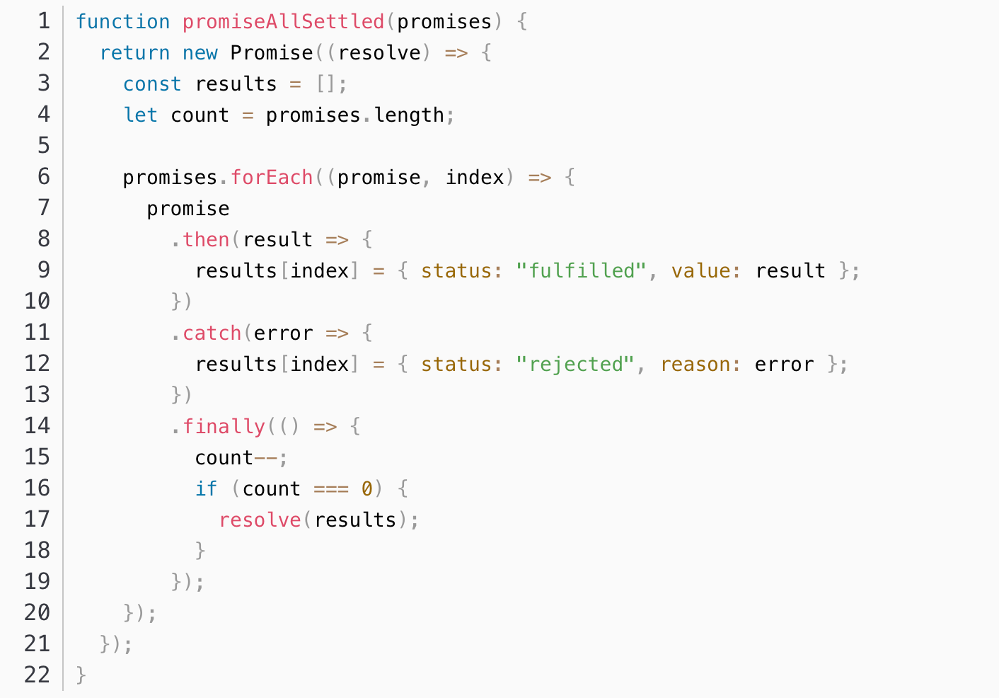 1 function promiseAllSettled(promises) {
2   return new Promise((resolve) => {
3     const results = [];
4     let count = promises.length;
5
6     promises.forEach((promise, index) => {
7       promise
8         .then(result => {
9           results[index] = { status: "fulfilled", value: result };
10         })
11         .catch(error => {
12           results[index] = { status: "rejected", reason: error };
13         })
14         .finally(() => {
15           count--;
16           if (count === 0) {
17             resolve(results);
18           }
19         });
20     });
21   });
22 }